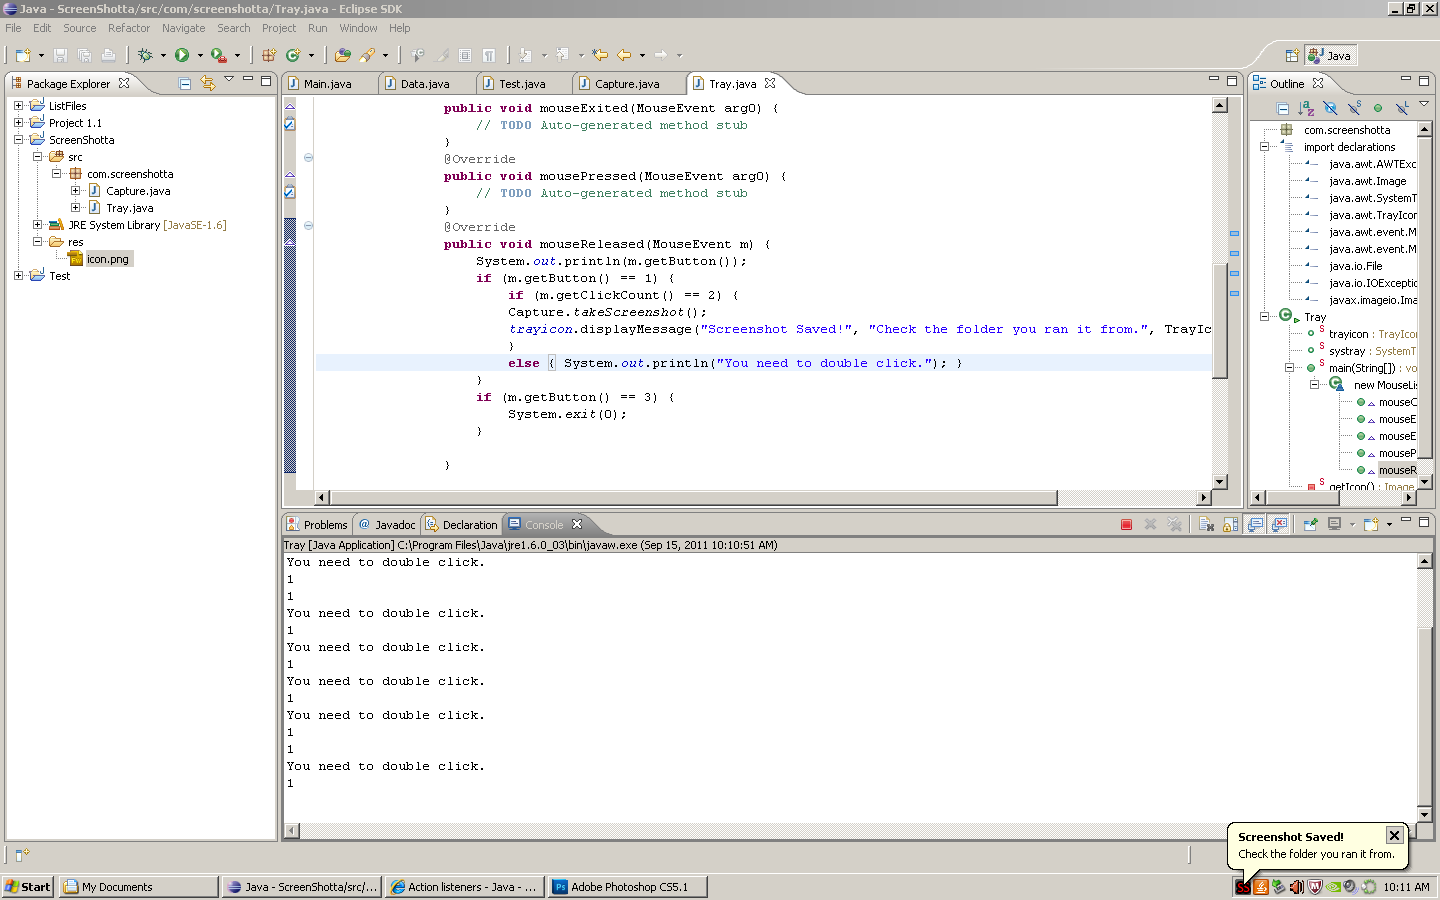 Java - ScreenShotta/src/com/screenshotta/Tray.java - Eclipse SDK
File Edit Source Refactor Navigate Search Project Run Window Help
Java
Package Explorer
ListFiles
Project 1.1
ScreenShotta
src
com.screenshotta
Capture.java
Tray.java
JRE System Library [JavaSE-1.6]
res
icon.png
Test
Main.java Data.java Test.java Capture.java Tray.java
public void mouseExited(MouseEvent arg0) {
// TODO Auto-generated method stub
}
@Override
public void mousePressed(MouseEvent arg0) {
// TODO Auto-generated method stub
}
@Override
public void mouseReleased(MouseEvent m) {
System.out.println(m.getButton());
if (m.getButton() == 1) {
if (m.getClickCount() == 2) {
Capture.takeScreenshot();
trayicon.displayMessage("Screenshot Saved!", "Check the folder you ran it from.", TrayIc
}
else { System.out.println("You need to double click."); }
}
if (m.getButton() == 3) {
System.exit(0);
}
}
Outline
com.screenshotta
import declarations
java.awt.AWTExc
java.awt.Image
java.awt.SystemT
java.awt.TrayIcon
java.awt.event.M
java.awt.event.M
java.io.File
java.io.IOExceptio
javax.imageio.Ima
Tray
trayicon : TrayIcon
systray : SystemT
main(String[]) : vo
new MouseLis
mouseC
mouseE
mouseE
mouseP
mouseR
getIcon() : Image
Problems Javadoc Declaration Console
Tray [Java Application] C:\Program Files\Java\jre1.6.0_03\bin\javaw.exe (Sep 15, 2011 10:10:51 AM)
You need to double click.
1
1
You need to double click.
1
You need to double click.
1
You need to double click.
1
You need to double click.
1
1
You need to double click.
1
Screenshot Saved!
Check the folder you ran it from.
Start My Documents Java - ScreenShotta/src/... Action listeners - Java - ... Adobe Photoshop CS5.1 10:11 AM